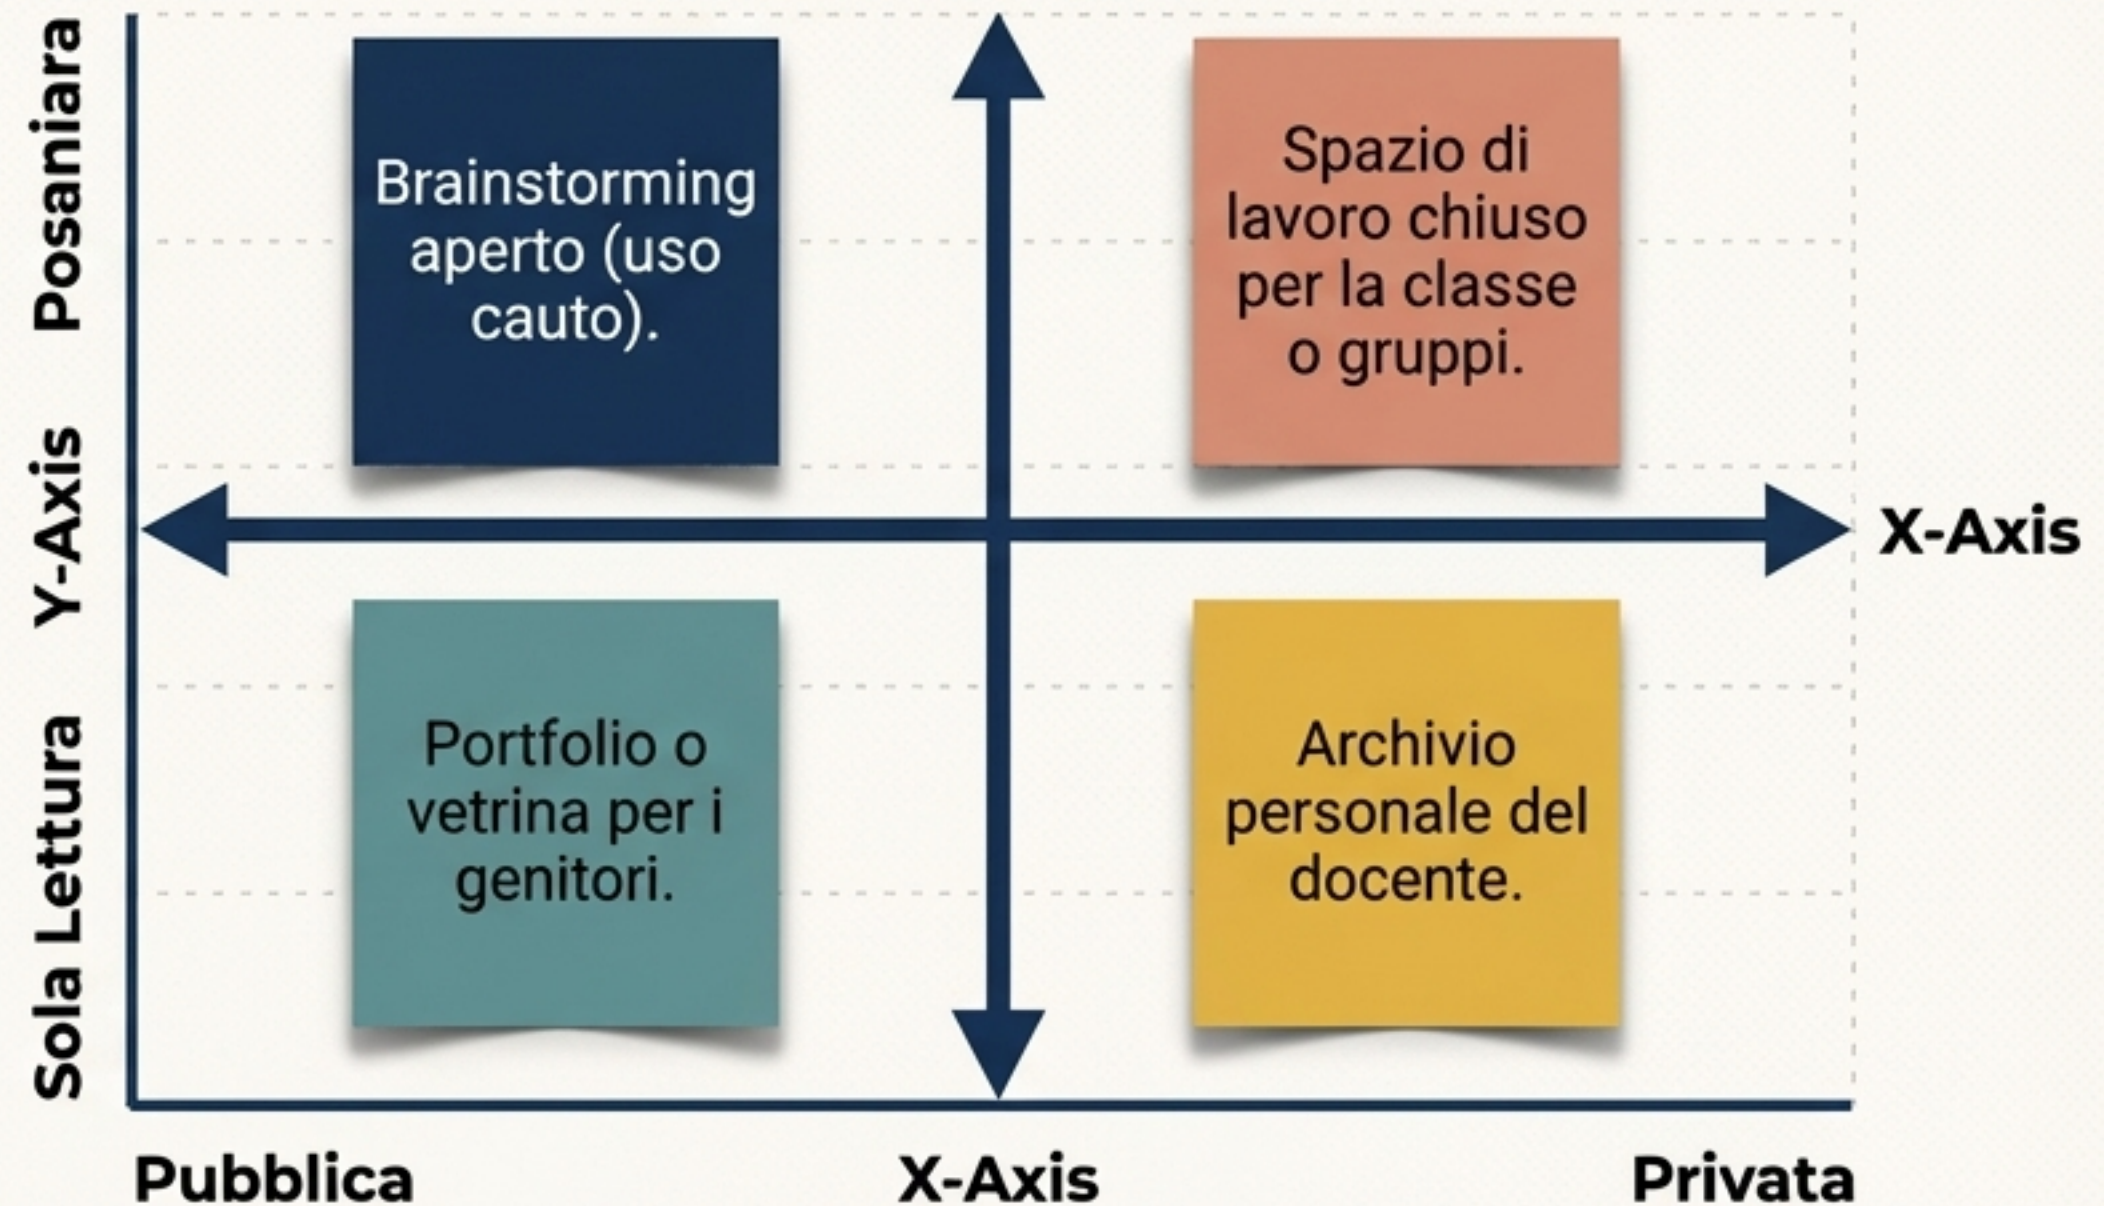 Posaniara
Brainstorming
aperto (uso
cauto).
Spazio di
lavoro chiuso
per la classe
o gruppi.
Y-Axis
X-Axis
Sola Lettura
Portfolio o
vetrina per i
genitori.
Archivio
personale del
docente.
Pubblica
X-Axis
Privata